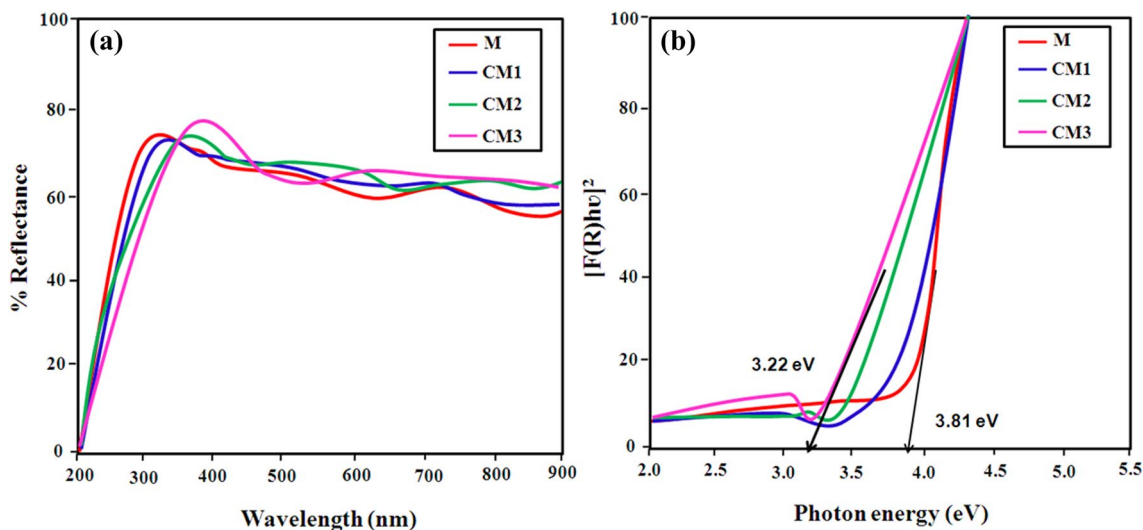 (a)
M
CM1
CM2
CM3
100
80
60
40
20
0
% Reflectance
200 300 400 500 600 700 800 900
Wavelength (nm)
(b)
M
CM1
CM2
CM3
100
80
60
40
20
0
|F(R)hυ|²
3.22 eV
3.81 eV
2.0 2.5 3.0 3.5 4.0 4.5 5.0 5.5
Photon energy (eV)